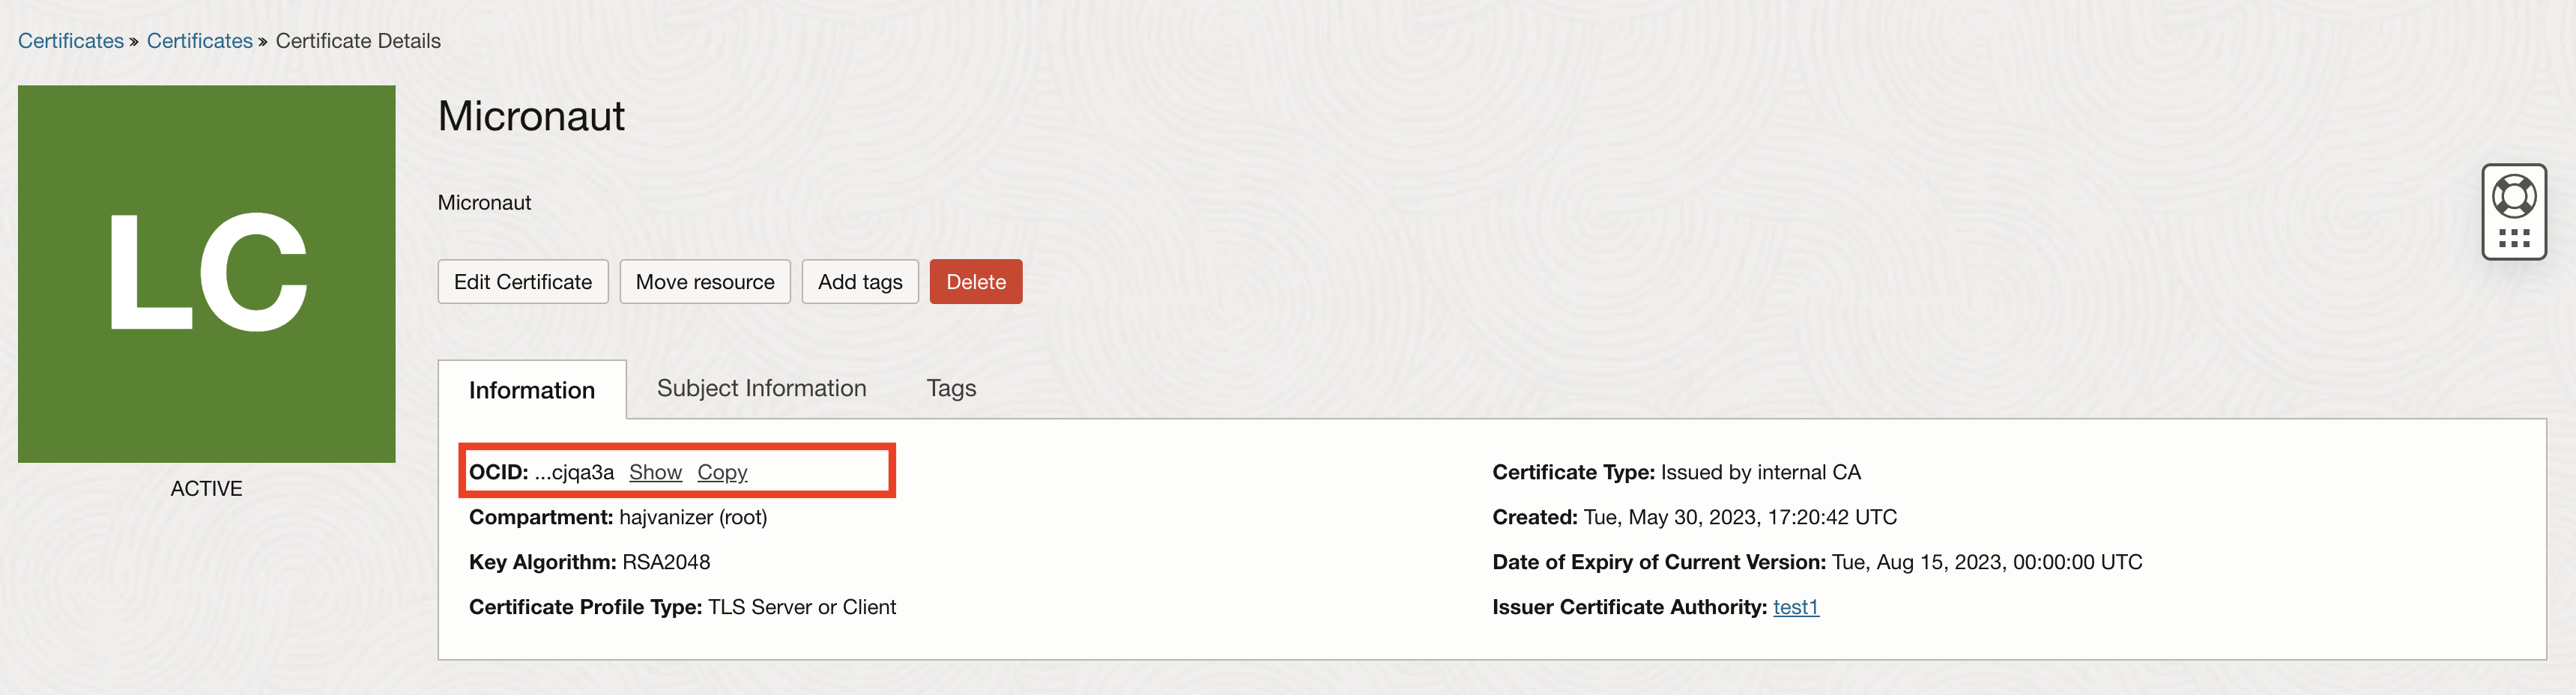 Certificates » Certificates » Certificate Details
LC
ACTIVE
Micronaut
Micronaut
Edit Certificate Move resource Add tags Delete
Information Subject Information Tags
OCID: ...cjqa3a Show Copy
Compartment: hajvanizer (root)
Key Algorithm: RSA2048
Certificate Profile Type: TLS Server or Client
Certificate Type: Issued by internal CA
Created: Tue, May 30, 2023, 17:20:42 UTC
Date of Expiry of Current Version: Tue, Aug 15, 2023, 00:00:00 UTC
Issuer Certificate Authority: test1